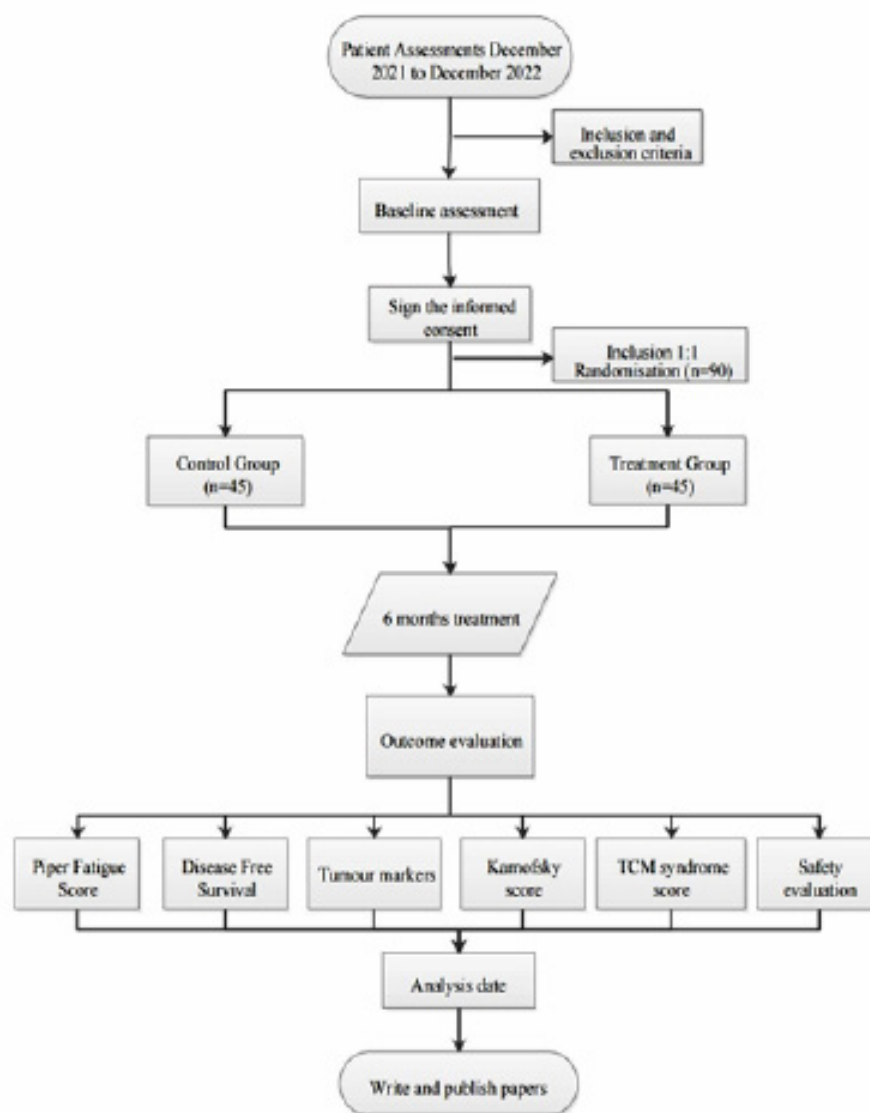 Patient Assessments December
2021 to December 2022
Inclusion and
exclusion criteria
Baseline assessment
Sign the informed
consent
Inclusion 1:1
Randomisation (n=90)
Control Group
(n=45)
Treatment Group
(n=45)
6 months treatment
Outcome evaluation
Piper Fatigue
Score
Disease Free
Survival
Tumour markers
Karnofsky
score
TCM syndrome
score
Safety
evaluation
Analysis date
Write and publish papers